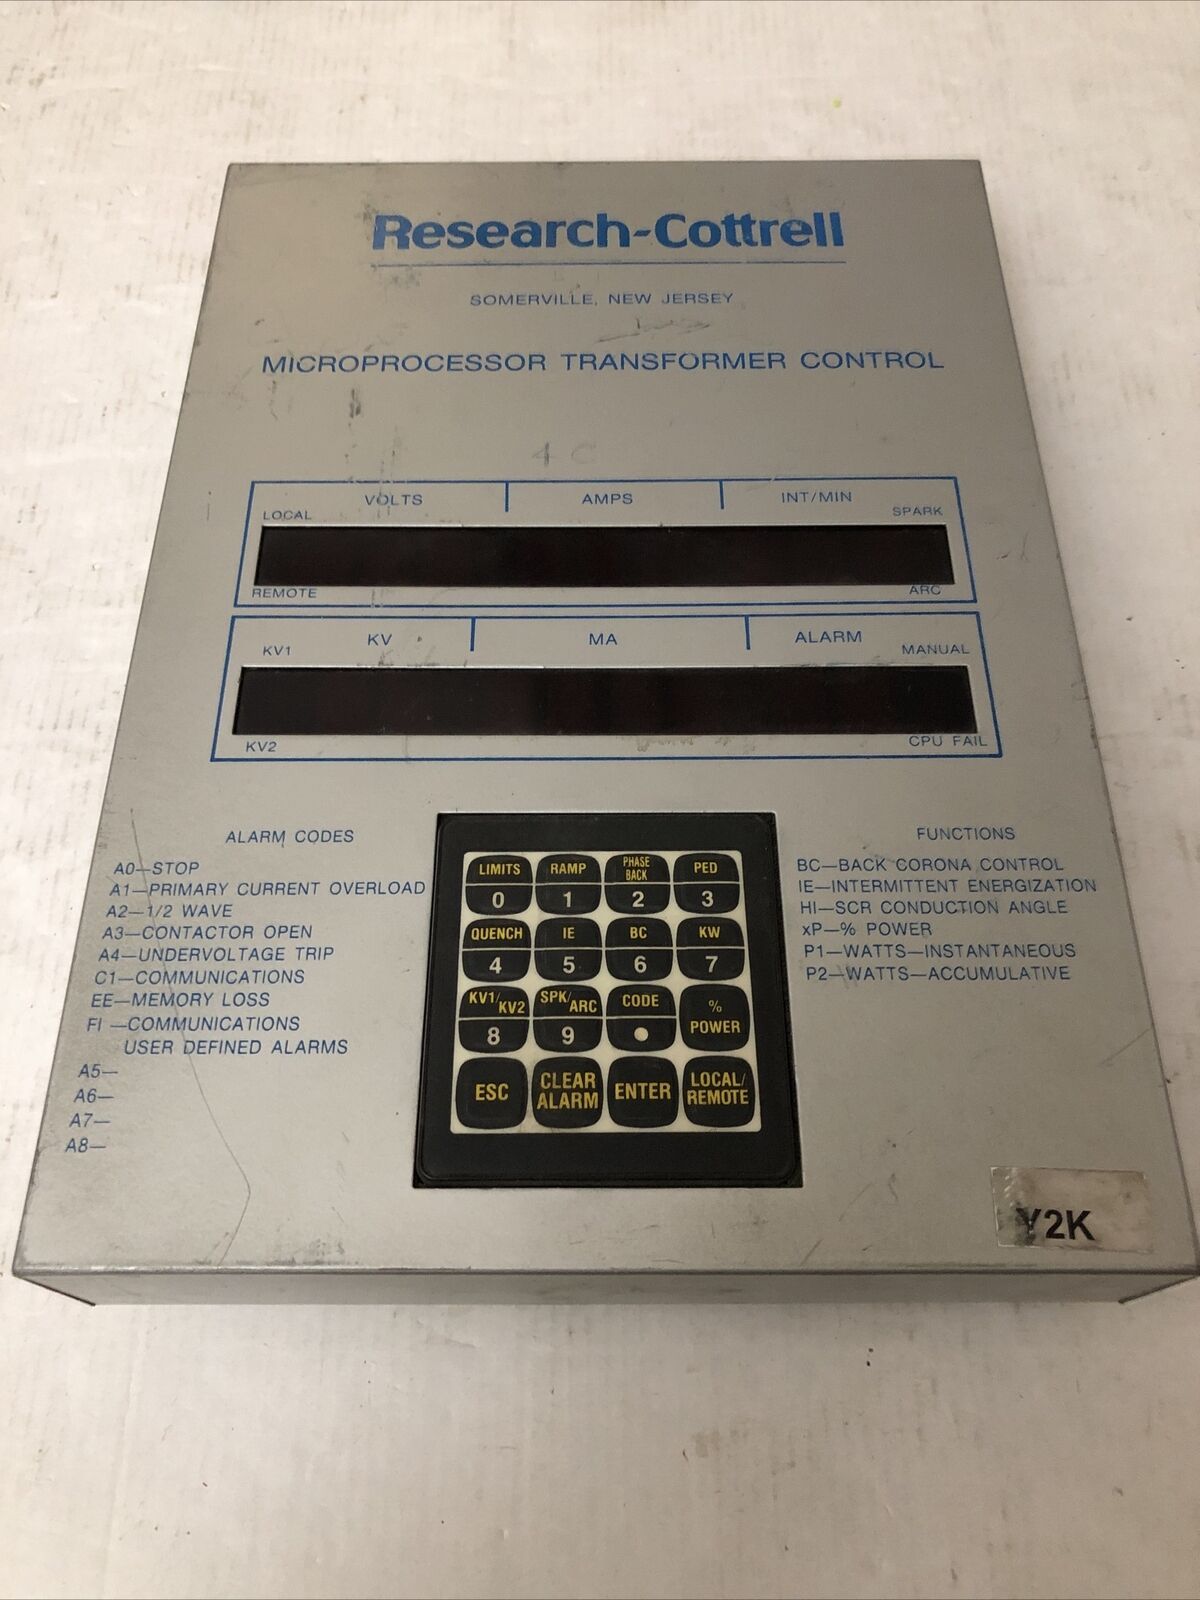 Research-Cottrell
SOMERVILLE, NEW JERSEY
MICROPROCESSOR TRANSFORMER CONTROL
4 C
VOLTS AMPS INT/MIN
LOCAL SPARK
REMOTE ARC
KV MA ALARM
KV1 MANUAL
KV2 CPU FAIL
ALARM CODES
A0—STOP
A1—PRIMARY CURRENT OVERLOAD
A2—1/2 WAVE
A3—CONTACTOR OPEN
A4—UNDERVOLTAGE TRIP
C1—COMMUNICATIONS
EE—MEMORY LOSS
FI—COMMUNICATIONS
USER DEFINED ALARMS
A5—
A6—
A7—
A8—
LIMITS RAMP PHASE BACK PED
0 1 2 3
QUENCH IE BC KW
4 5 6 7
KV1/KV2 SPK/ARC CODE % POWER
8 9 •
ESC CLEAR ALARM ENTER LOCAL/REMOTE
FUNCTIONS
BC—BACK CORONA CONTROL
IE—INTERMITTENT ENERGIZATION
HI—SCR CONDUCTION ANGLE
xP—% POWER
P1—WATTS—INSTANTANEOUS
P2—WATTS—ACCUMULATIVE
Y2K